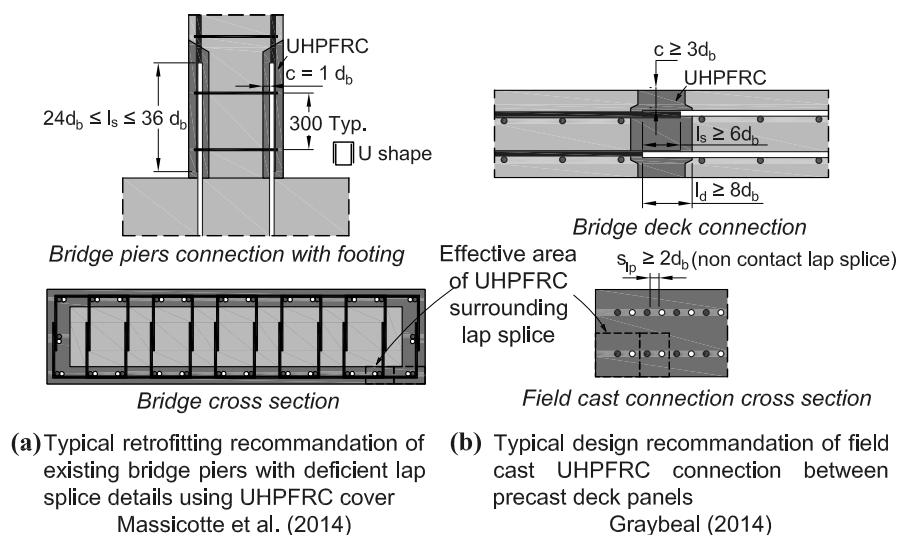 UHPFRC
c = 1 d_b
24d_b ≤ l_s ≤ 36 d_b
300 Typ.
U shape
Bridge piers connection with footing
c ≥ 3d_b
UHPFRC
l_s ≥ 6d_b
l_d ≥ 8d_b
Bridge deck connection
Effective area
of UHPFRC
surrounding
lap splice
s_lp ≥ 2d_b (non contact lap splice)
Bridge cross section
Field cast connection cross section
(a) Typical retrofitting recommandation of
existing bridge piers with deficient lap
splice details using UHPFRC cover
Massicotte et al. (2014)
(b) Typical design recommandation of field
cast UHPFRC connection between
precast deck panels
Graybeal (2014)